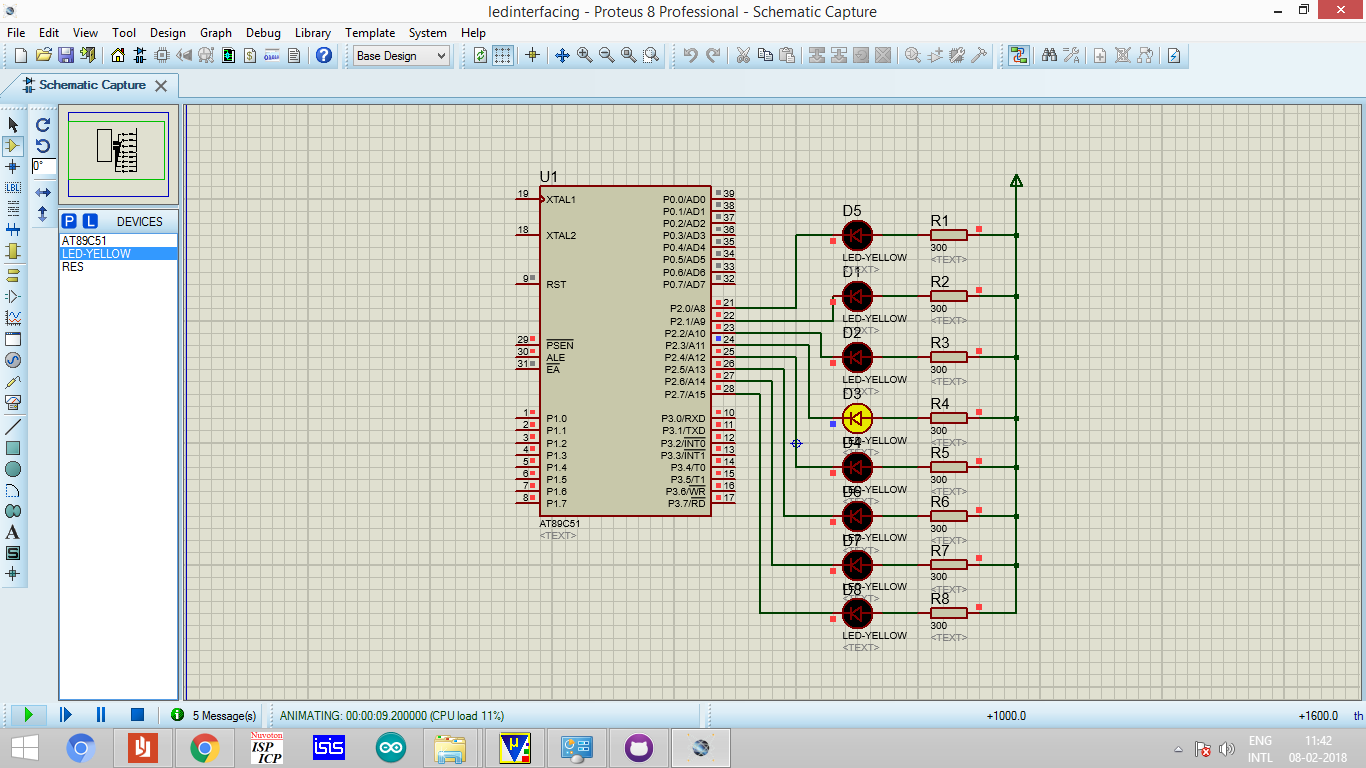 ledinterfacing - Proteus 8 Professional - Schematic Capture
File Edit View Tool Design Graph Debug Library Template System Help
Base Design
Schematic Capture
0°
LBL
P L DEVICES
AT89C51
LED-YELLOW
RES
A
S
U1
19 XTAL1 P0.0/AD0 39
P0.1/AD1 38
P0.2/AD2 37
18 XTAL2 P0.3/AD3 36
P0.4/AD4 35
P0.5/AD5 34
P0.6/AD6 33
9 RST P0.7/AD7 32
P2.0/A8 21
P2.1/A9 22
P2.2/A10 23
29 PSEN P2.3/A11 24
30 ALE P2.4/A12 25
31 EA P2.5/A13 26
P2.6/A14 27
P2.7/A15 28
1 P1.0 P3.0/RXD 10
2 P1.1 P3.1/TXD 11
3 P1.2 P3.2/INT0 12
4 P1.3 P3.3/INT1 13
5 P1.4 P3.4/T0 14
6 P1.5 P3.5/T1 15
7 P1.6 P3.6/WR 16
8 P1.7 P3.7/RD 17
AT89C51
<TEXT>
D5 R1
LED-YELLOW 300
<TEXT> <TEXT>
D1 R2
LED-YELLOW 300
<TEXT> <TEXT>
D2 R3
LED-YELLOW 300
<TEXT> <TEXT>
D3 R4
LED-YELLOW 300
<TEXT> <TEXT>
D4 R5
LED-YELLOW 300
<TEXT> <TEXT>
D6 R6
LED-YELLOW 300
<TEXT> <TEXT>
D7 R7
LED-YELLOW 300
<TEXT> <TEXT>
D8 R8
LED-YELLOW 300
<TEXT> <TEXT>
5 Message(s) ANIMATING: 00:00:09.200000 (CPU load 11%) +1000.0 +1600.0 th
Nuvoton
ISP
ICP
isis
ENG 11:42
INTL 08-02-2018